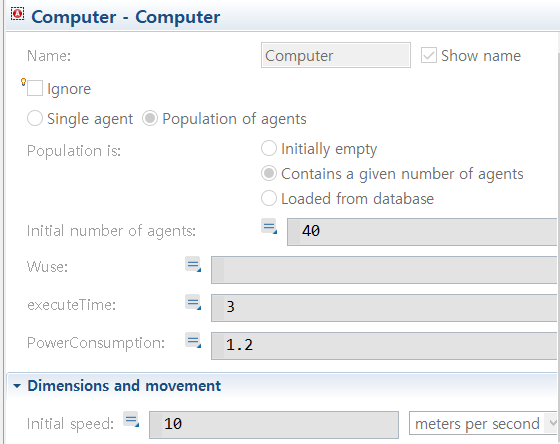 Computer - Computer
Name: Computer Show name
Ignore
Single agent Population of agents
Population is: Initially empty
Contains a given number of agents
Loaded from database
Initial number of agents: 40
Wuse:
executeTime: 3
PowerConsumption: 1.2
Dimensions and movement
Initial speed: 10 meters per second